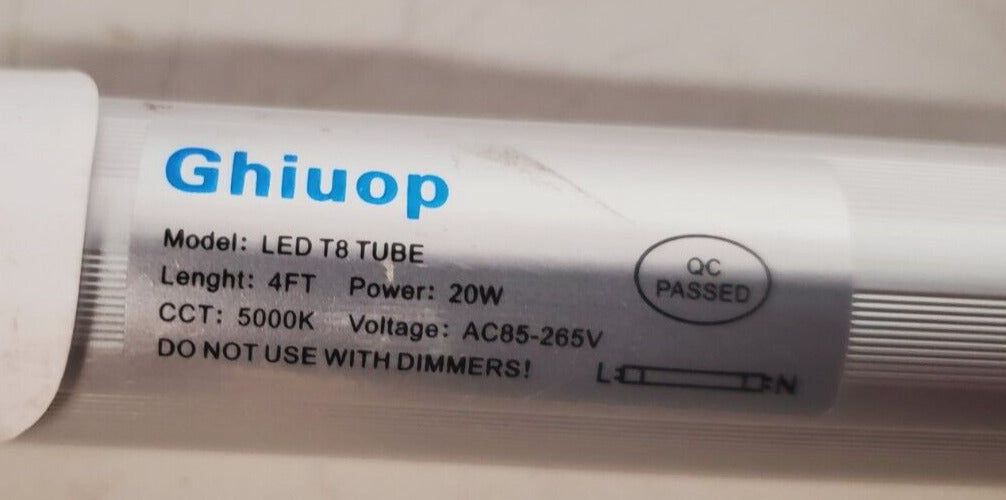 Ghiuop
Model: LED T8 TUBE
Lenght: 4FT Power: 20W
CCT: 5000K Voltage: AC85-265V
DO NOT USE WITH DIMMERS!
QC
PASSED
L N